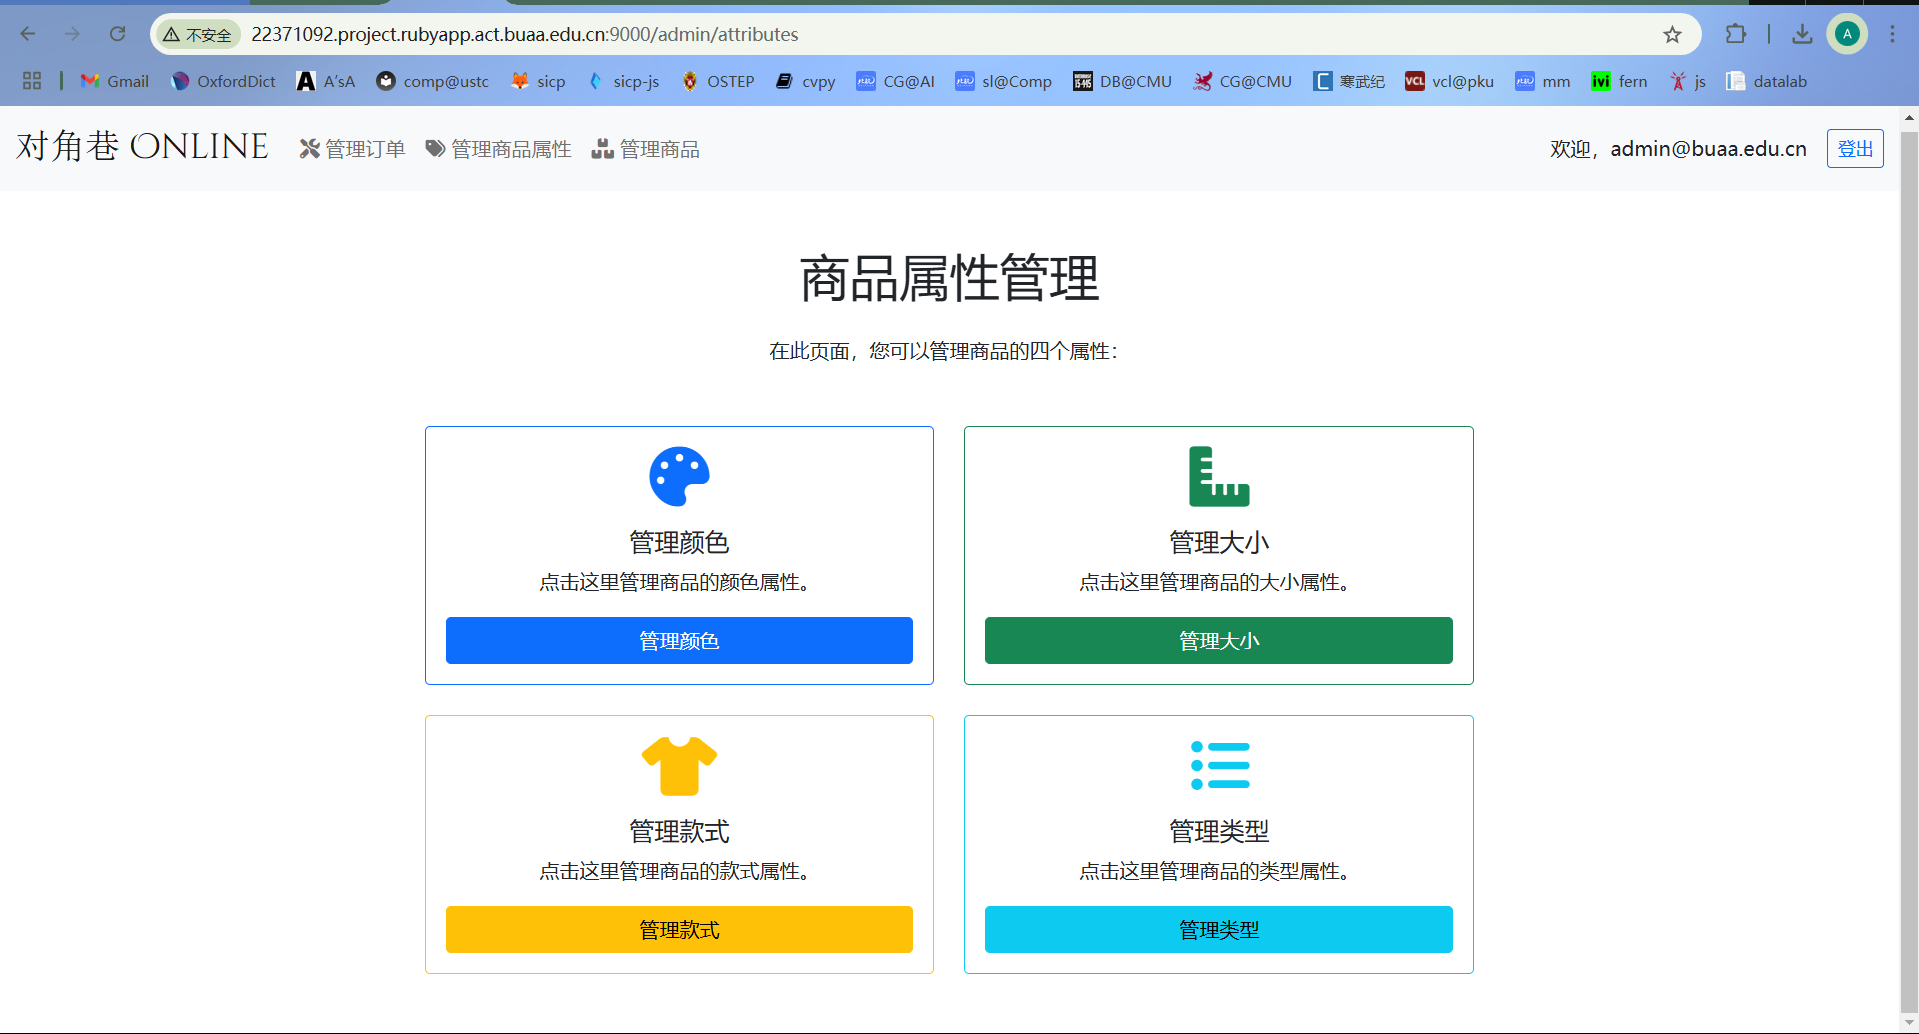 不安全 22371092.project.rubyapp.act.buaa.edu.cn:9000/admin/attributes A
Gmail OxfordDict A'sA comp@ustc sicp sicp-js OSTEP cvpy CG@AI sl@Comp DB@CMU CG@CMU 寒武纪 VCL vcl@pku mm ivi fern js datalab
对角巷 ONLINE 管理订单 管理商品属性 管理商品 欢迎，admin@buaa.edu.cn 登出
商品属性管理
在此页面，您可以管理商品的四个属性：
管理颜色
点击这里管理商品的颜色属性。
管理颜色
管理大小
点击这里管理商品的大小属性。
管理大小
管理款式
点击这里管理商品的款式属性。
管理款式
管理类型
点击这里管理商品的类型属性。
管理类型